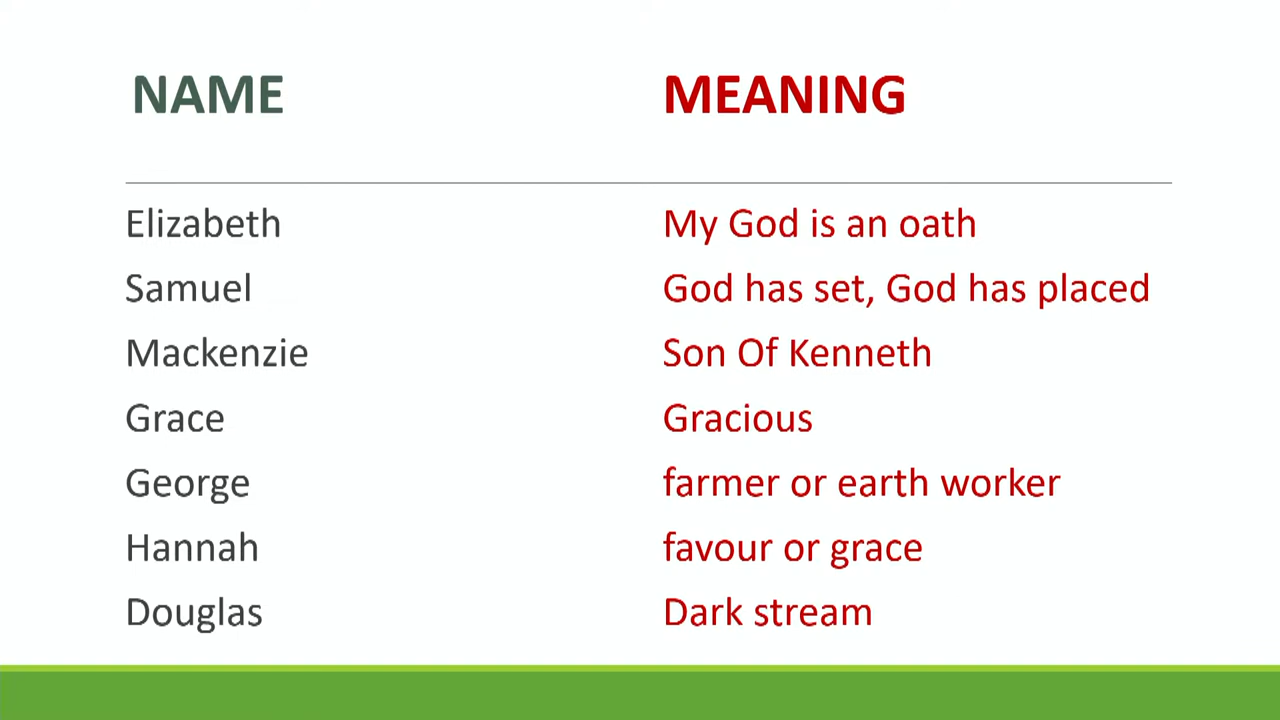 NAME MEANING
Elizabeth My God is an oath
Samuel God has set, God has placed
Mackenzie Son Of Kenneth
Grace Gracious
George farmer or earth worker
Hannah favour or grace
Douglas Dark stream